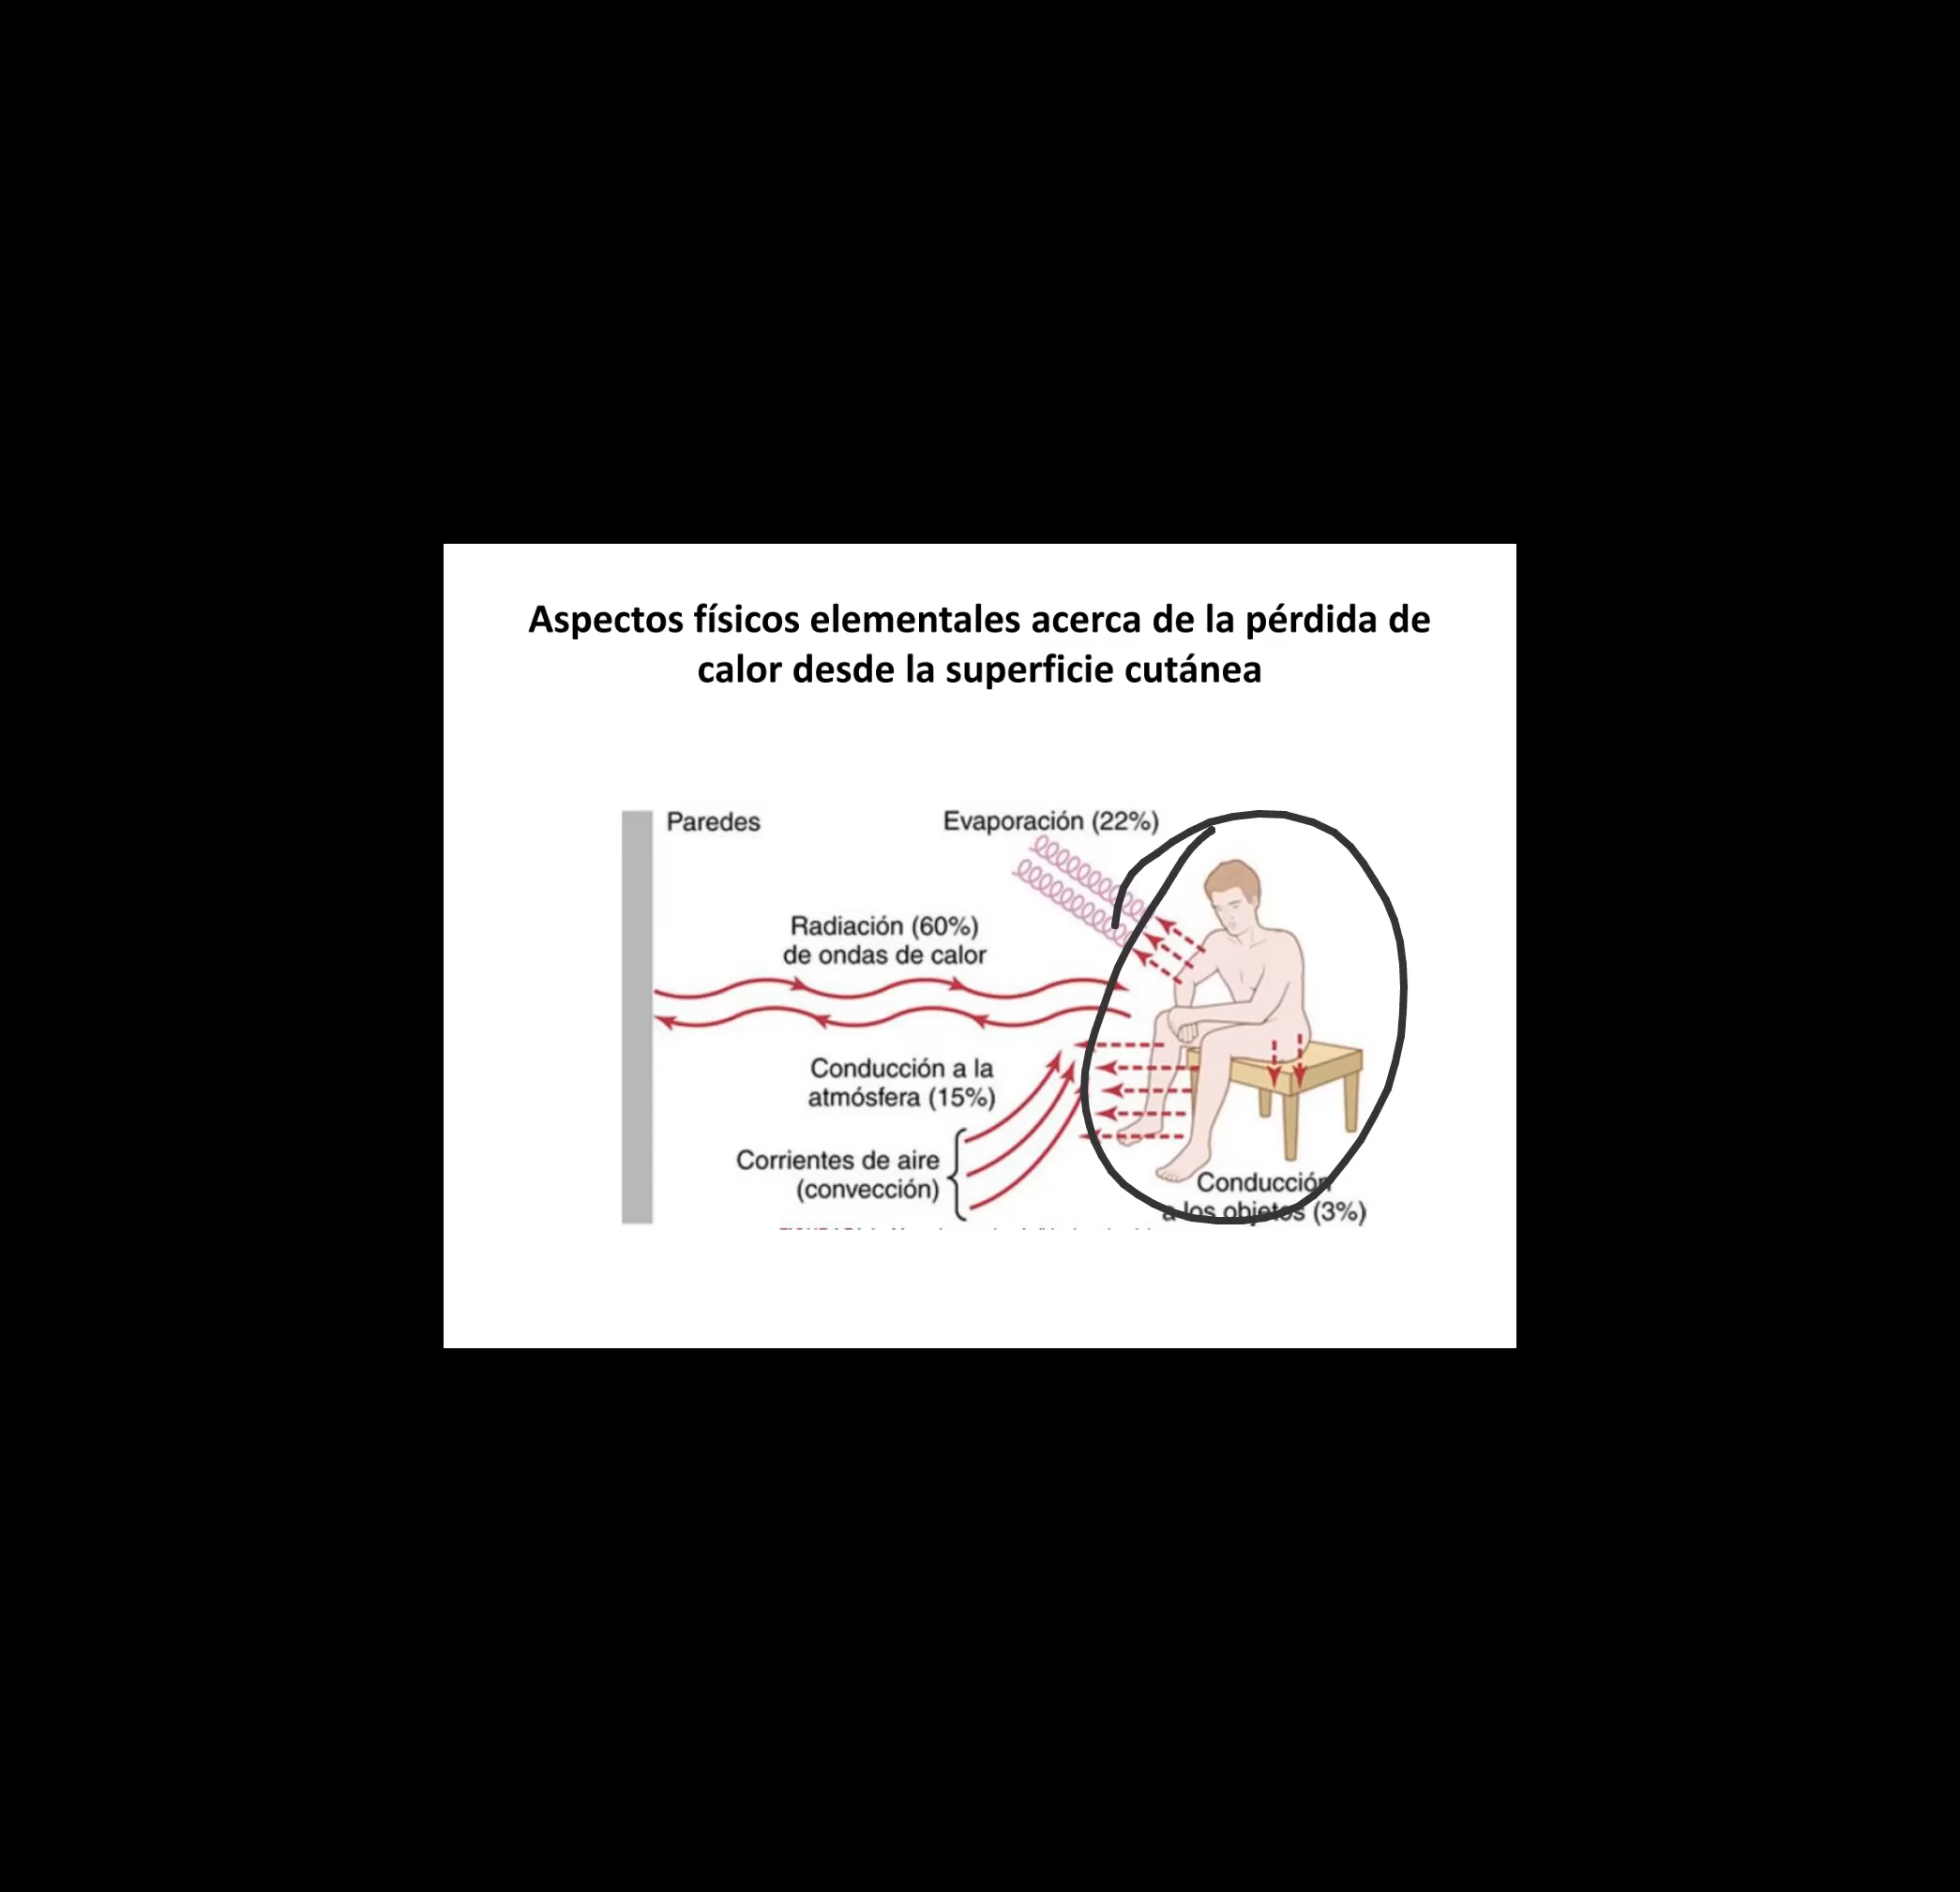 Aspectos físicos elementales acerca de la pérdida de
calor desde la superficie cutánea
Paredes
Evaporación (22%)
Radiación (60%)
de ondas de calor
Conducción a la
atmósfera (15%)
Corrientes de aire
(convección)
Conducción
a los objetos (3%)